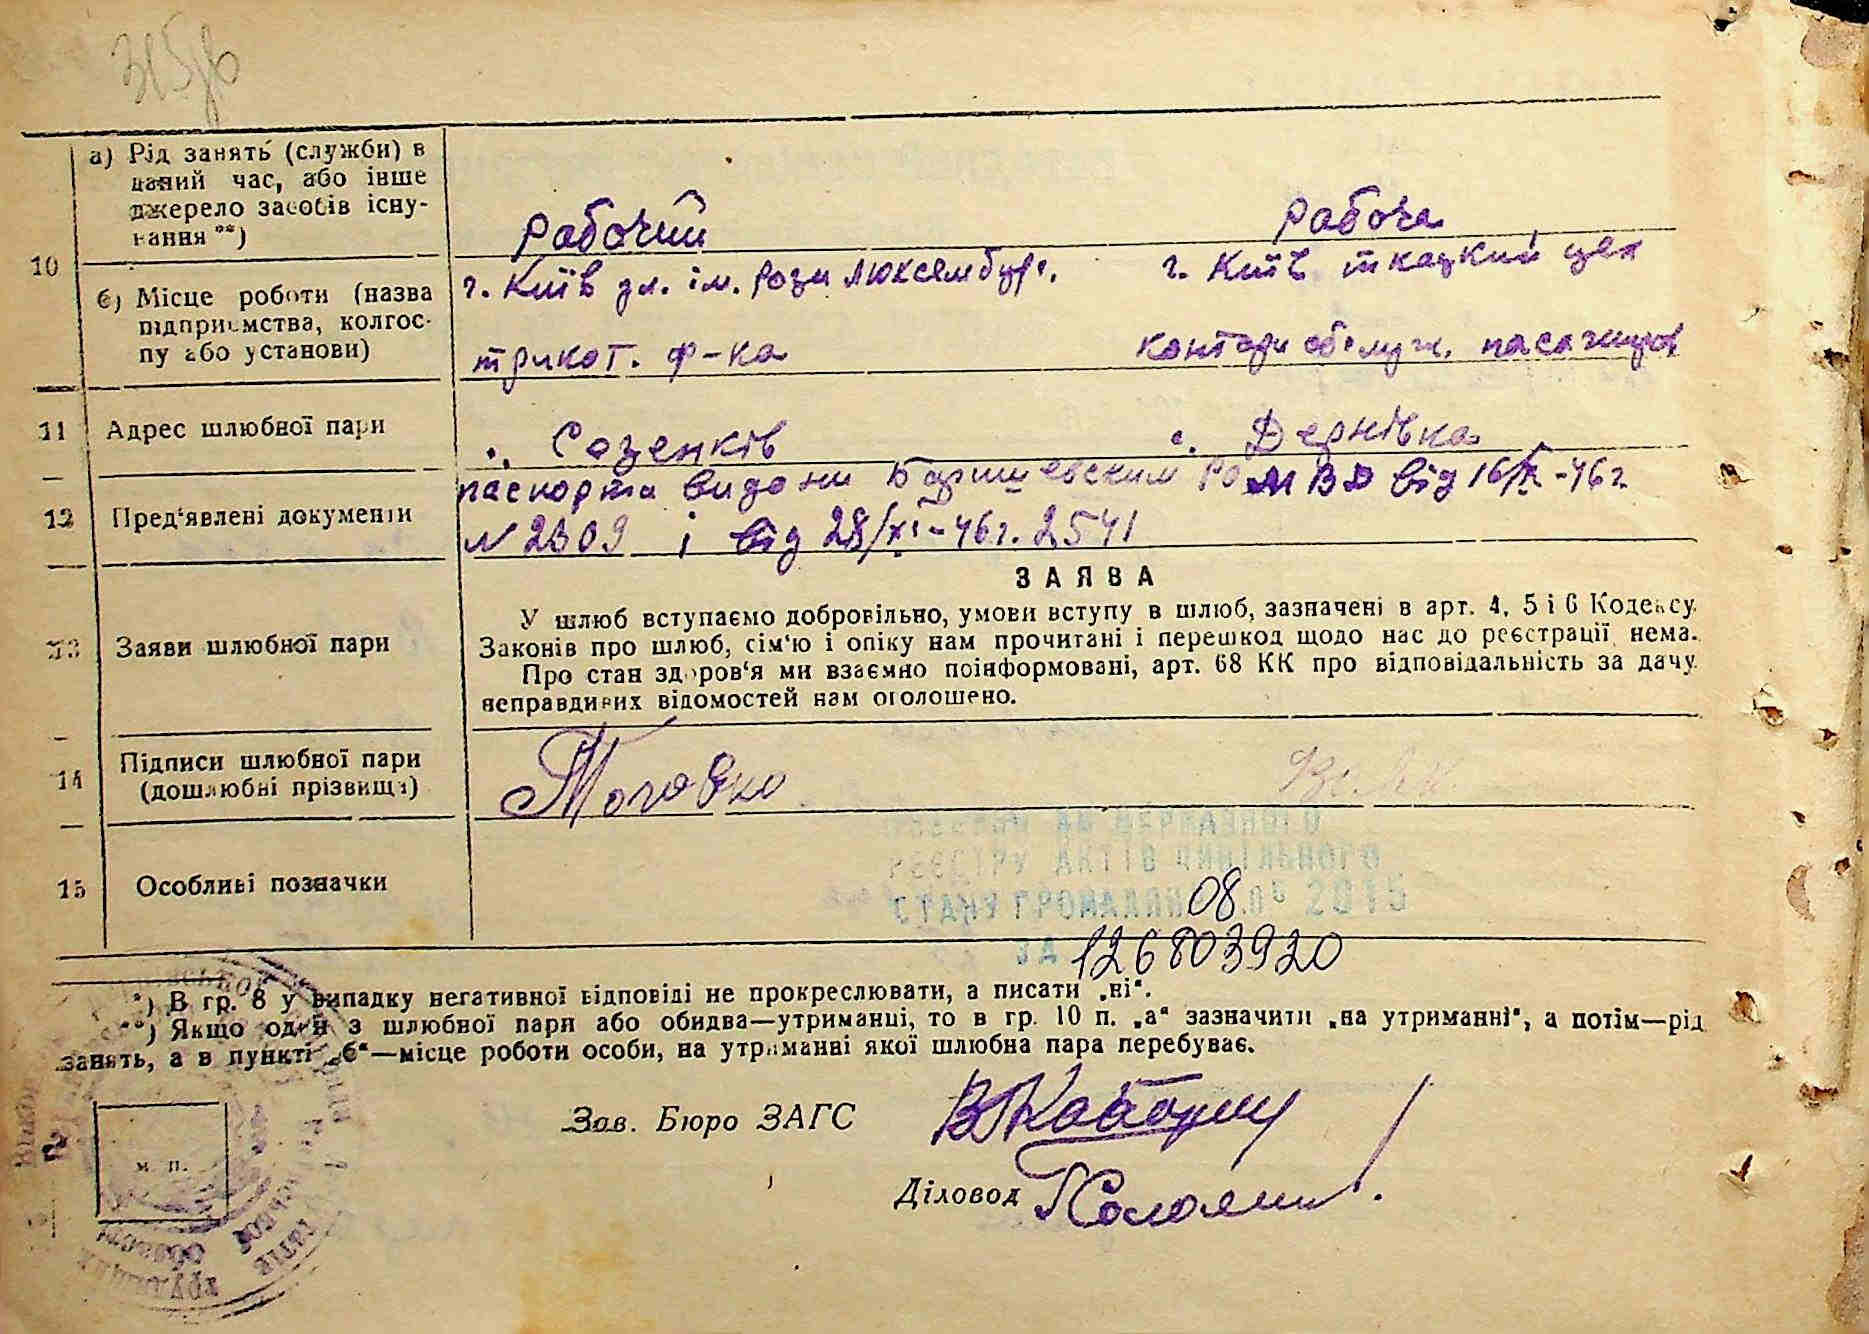 10
а) Рід занять (служби) в даний час, або інше джерело засобів існування **)
Рабочий
Рабоча
б) Місце роботи (назва підприємства, колгоспу або установи)
г. Київ ул. ім. Рози Люксембург.
трикот. ф-ка
г. Київ ткацкий цех
контори обслуж. пасажиров
11
Адрес шлюбної пари
с. Сезенків
с. Дернівка
12
Пред'явлені документи
паспорта видани Баришевским РО МВД від 16/X-46 г.
N 2309 і від 28/XI-46 г. 2541
13
Заяви шлюбної пари
ЗАЯВА
У шлюб вступаємо добровільно, умови вступу в шлюб, зазначені в арт. 4, 5 і 6 Кодексу
Законів про шлюб, сім'ю і опіку нам прочитані і перешкод щодо нас до реєстрації нема.
Про стан здоров'я ми взаємно поінформовані, арт. 68 КК про відповідальність за дачу
неправдивих відомостей нам оголошено.
14
Підписи шлюбної пари
(дошлюбні прізвища)
15
Особливі позначки
ДЕРЖАВНОГО
РЕЄСТРУ АКТІВ ЦИВІЛЬНОГО
СТАНУ ГРОМАДЯН 08.06 2015
ЗА 126803920
*) В гр. 8 у випадку негативної відповіді не прокреслювати, а писати „ні“.
**) Якщо один з шлюбної пари або обидва—утриманці, то в гр. 10 п. „а“ зазначити „на утриманні“, а потім—рід
занять, а в пункті „б“—місце роботи особи, на утриманні якої шлюбна пара перебуває.
Зав. Бюро ЗАГС
Діловод
м. п.